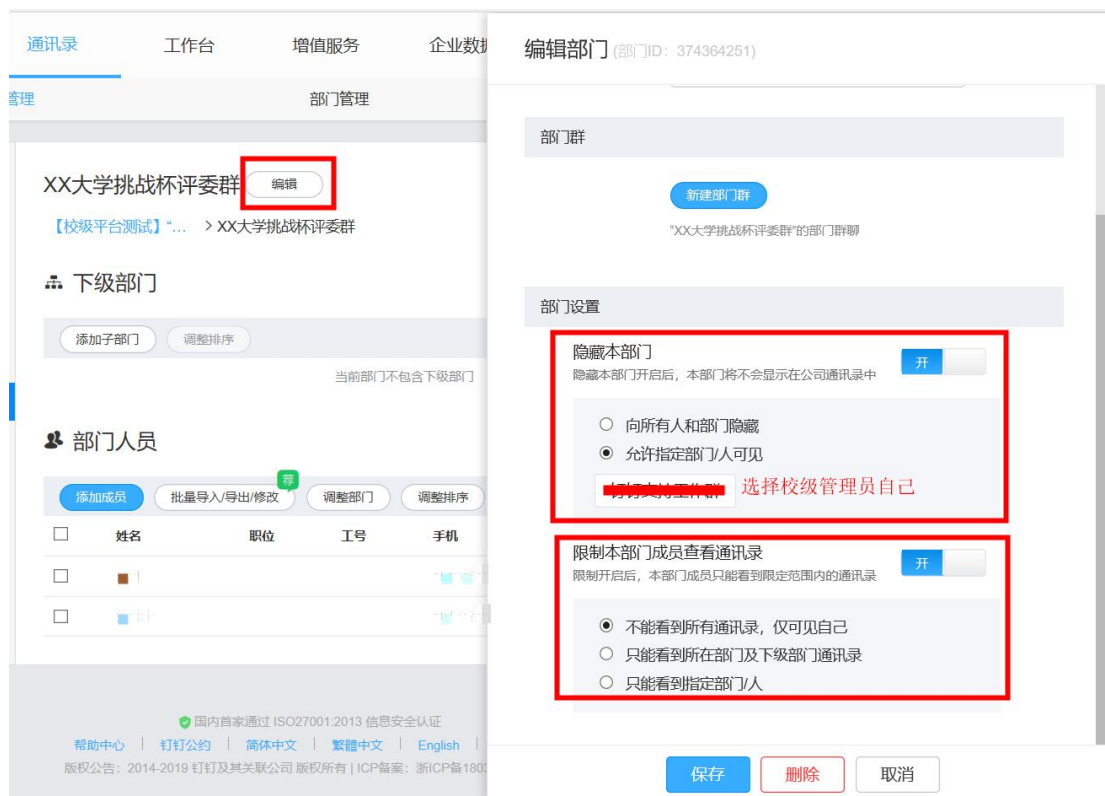 通讯录 工作台 增值服务 企业数据
管理 部门管理
XX大学挑战杯评委群 编辑
【校级平台测试】“... > XX大学挑战杯评委群
下级部门
添加子部门 调整排序
当前部门不包含下级部门
部门人员
荐
添加成员 批量导入/导出/修改 调整部门 调整排序
姓名 职位 工号 手机
国内首家通过 ISO27001:2013 信息安全认证
帮助中心 | 钉钉公约 | 简体中文 | 繁體中文 | English |
版权公告：2014-2019 钉钉及其关联公司 版权所有 | ICP备案：浙ICP备1803
编辑部门 (部门ID: 374364251)
部门群
新建部门群
"XX大学挑战杯评委群"的部门群聊
部门设置
隐藏本部门 开
隐藏本部门开启后，本部门将不会显示在公司通讯录中
向所有人和部门隐藏
允许指定部门/人可见
选择校级管理员自己
限制本部门成员查看通讯录 开
限制开启后，本部门成员只能看到限定范围内的通讯录
不能看到所有通讯录，仅可见自己
只能看到所在部门及下级部门通讯录
只能看到指定部门/人
保存 删除 取消